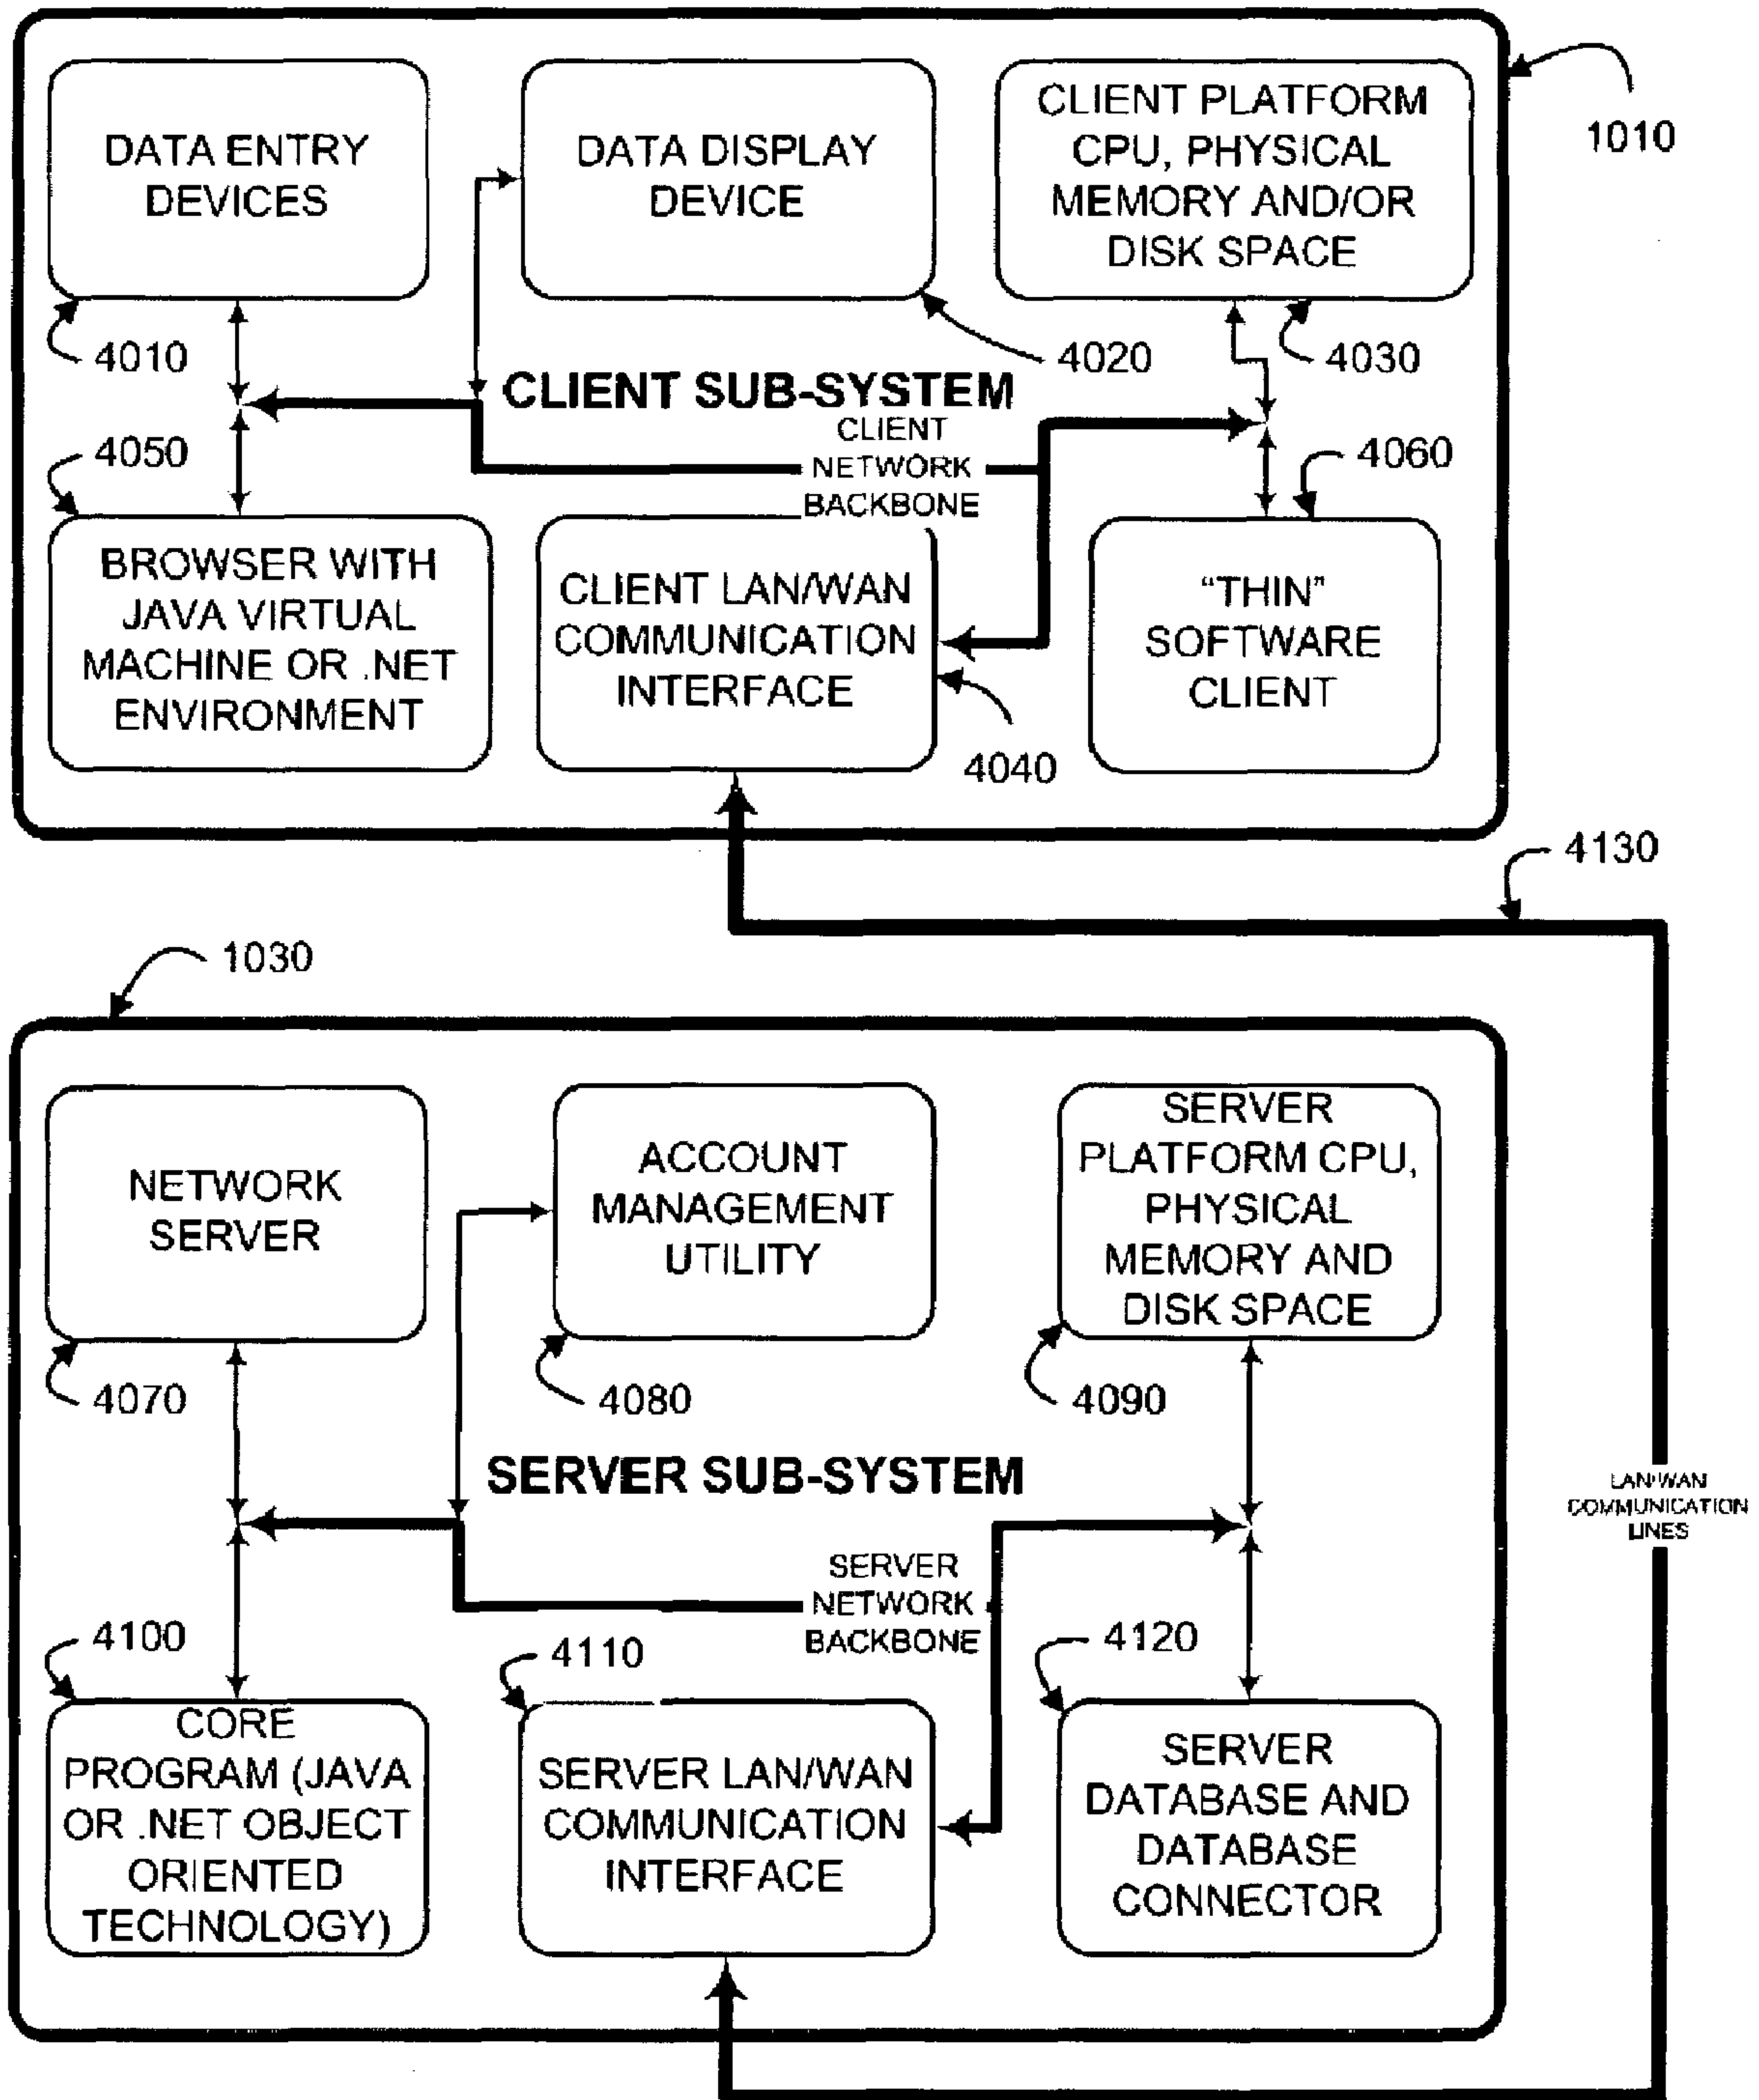 DATA ENTRY
DEVICES
DATA DISPLAY
DEVICE
CLIENT PLATFORM
CPU, PHYSICAL
MEMORY AND/OR
DISK SPACE
1010
4010
4020
4030
CLIENT SUB-SYSTEM
CLIENT
NETWORK
BACKBONE
4050
4060
BROWSER WITH
JAVA VIRTUAL
MACHINE OR .NET
ENVIRONMENT
CLIENT LAN/WAN
COMMUNICATION
INTERFACE
"THIN"
SOFTWARE
CLIENT
4040
4130
1030
NETWORK
SERVER
ACCOUNT
MANAGEMENT
UTILITY
SERVER
PLATFORM CPU,
PHYSICAL
MEMORY AND
DISK SPACE
4070
4080
4090
SERVER SUB-SYSTEM
LAN/WAN
COMMUNICATION
LINES
SERVER
NETWORK
BACKBONE
4100
4110
4120
CORE
PROGRAM (JAVA
OR .NET OBJECT
ORIENTED
TECHNOLOGY)
SERVER LAN/WAN
COMMUNICATION
INTERFACE
SERVER
DATABASE AND
DATABASE
CONNECTOR